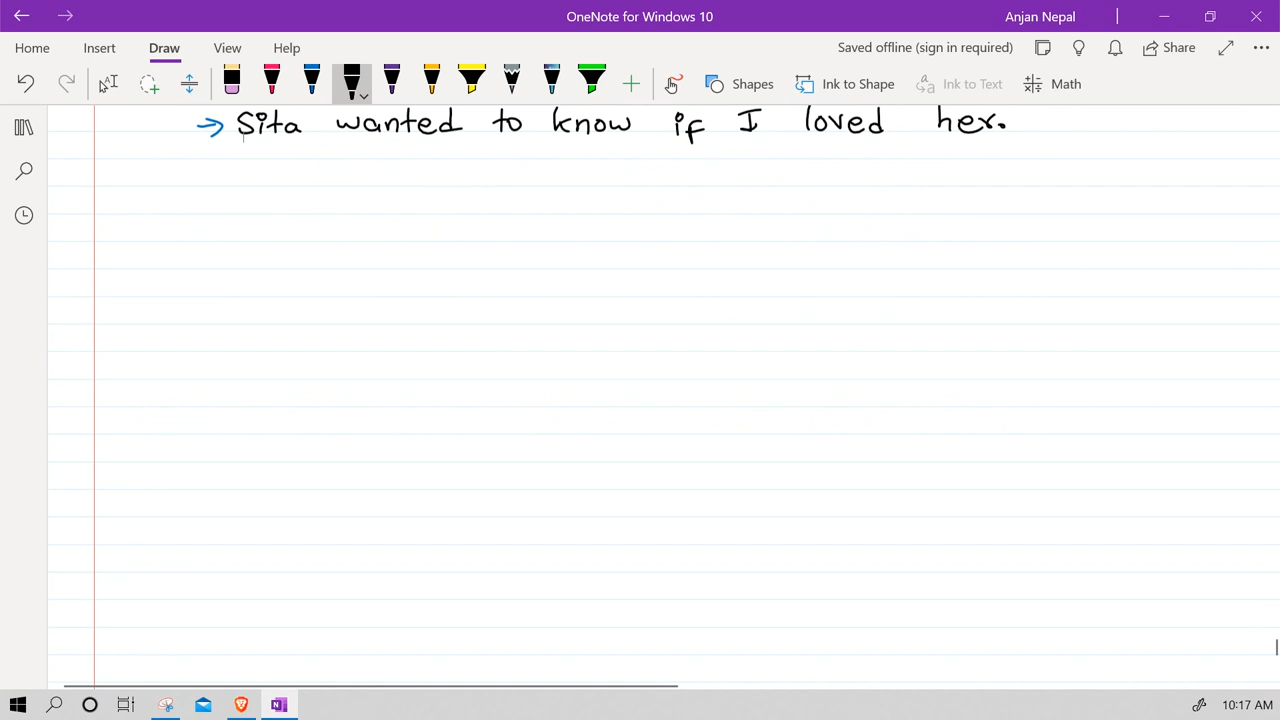 OneNote for Windows 10
Anjan Nepal
Home Insert Draw View Help
Saved offline (sign in required)
Share
Shapes
Ink to Shape
Ink to Text
Math
→ Sita wanted to know if I loved her.
10:17 AM